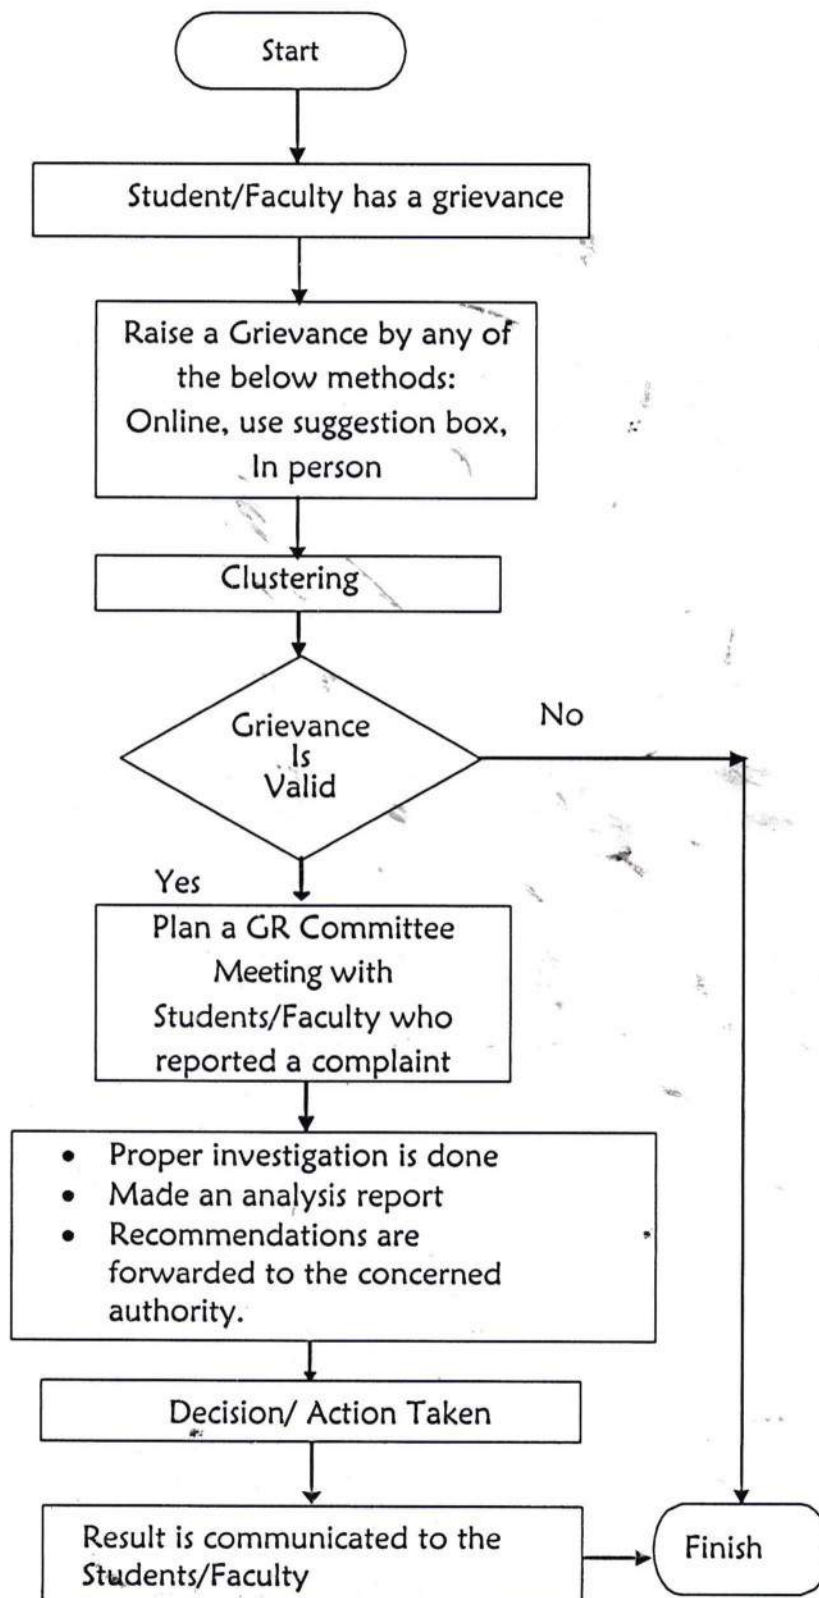 Start
Student/Faculty has a grievance
Raise a Grievance by any of
the below methods:
Online, use suggestion box,
In person
Clustering
Grievance
Is
Valid
No
Yes
Plan a GR Committee
Meeting with
Students/Faculty who
reported a complaint
• Proper investigation is done
• Made an analysis report
• Recommendations are
forwarded to the concerned
authority.
Decision/ Action Taken
Result is communicated to the
Students/Faculty
Finish